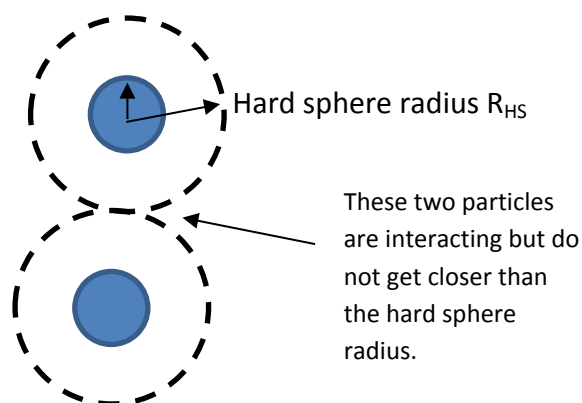 Hard sphere radius R_HS
These two particles
are interacting but do
not get closer than
the hard sphere
radius.